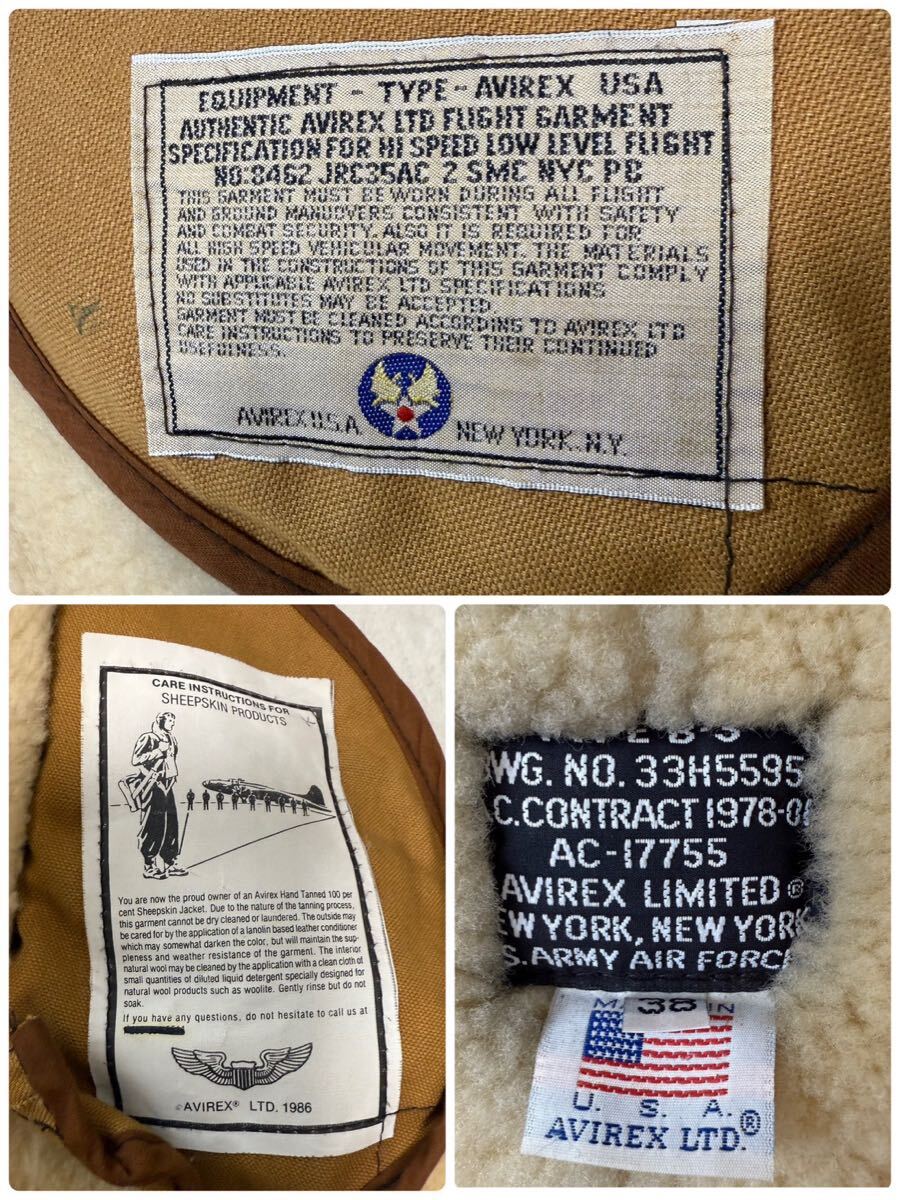 EQUIPMENT - TYPE - AVIREX USA
AUTHENTIC AVIREX LTD FLIGHT GARMENT
SPECIFICATION FOR HI SPEED LOW LEVEL FLIGHT
NO:8462 JRC35AC 2 SMC NYC PB
THIS GARMENT MUST BE WORN DURING ALL FLIGHT
AND GROUND MANUOVERS CONSISTENT WITH SAFETY
AND COMBAT SECURITY. ALSO IT IS REQUIRED FOR
ALL HIGH SPEED VEHICULAR MOVEMENT. THE MATERIALS
USED IN THE CONSTRUCTIONS OF THIS GARMENT COMPLY
WITH APPLICABLE AVIREX LTD SPECIFICATIONS
NO SUBSTITUTES MAY BE ACCEPTED.
GARMENT MUST BE CLEANED ACCORDING TO AVIREX LTD
CARE INSTRUCTIONS TO PRESERVE THEIR CONTINUED
USEFULNESS.
AVIREX U.S.A. NEW YORK. N.Y.
CARE INSTRUCTIONS FOR
SHEEPSKIN PRODUCTS
You are now the proud owner of an Avirex Hand Tanned 100 per
cent Sheepskin Jacket. Due to the nature of the tanning process,
this garment cannot be dry cleaned or laundered. The outside may
be cared for by the application of a lanolin based leather conditioner
which may somewhat darken the color, but will maintain the sup-
pleness and weather resistance of the garment. The interior
natural wool may be cleaned by the application with a clean cloth of
small quantities of diluted liquid detergent specially designed for
natural wool products such as woolite. Gently rinse but do not
soak.
If you have any questions, do not hesitate to call us at
©AVIREX® LTD. 1986
E B-3
WG. NO. 33H5595
C.CONTRACT 1978-0
AC-17755
AVIREX LIMITED®
EW YORK, NEW YORK
S. ARMY AIR FORC
38
M IN
U. S. A.
AVIREX LTD.®